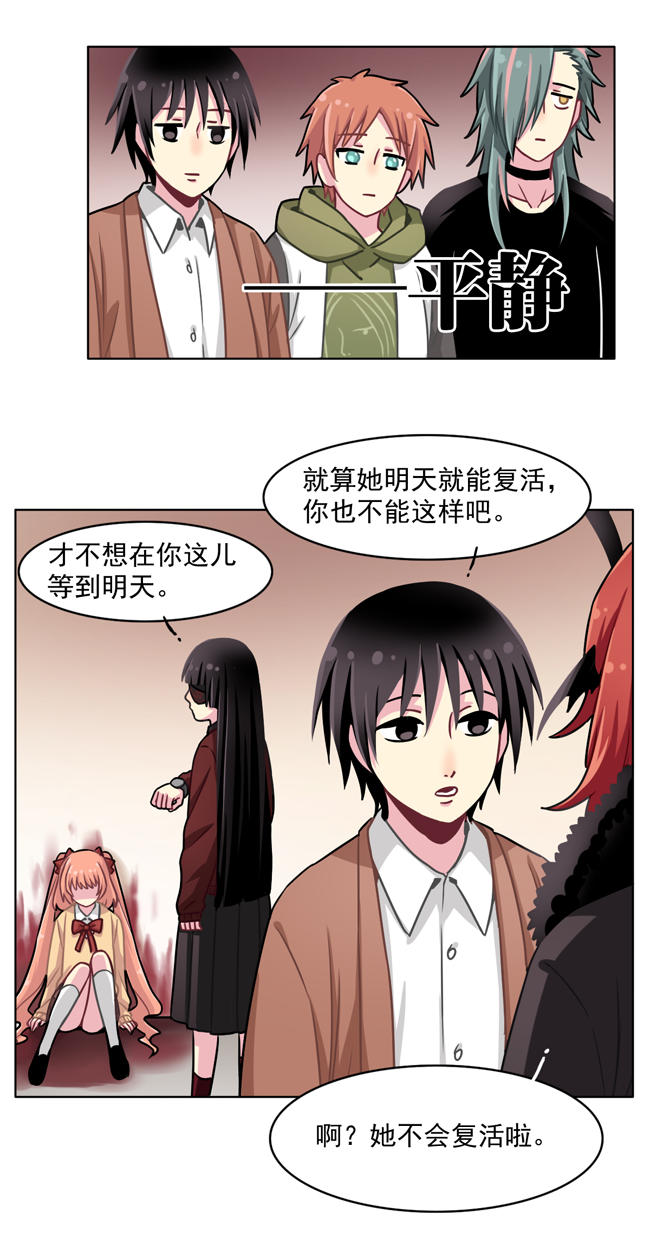 ——平静
就算她明天就能复活，
你也不能这样吧。
才不想在你这儿
等到明天。
啊？她不会复活啦。